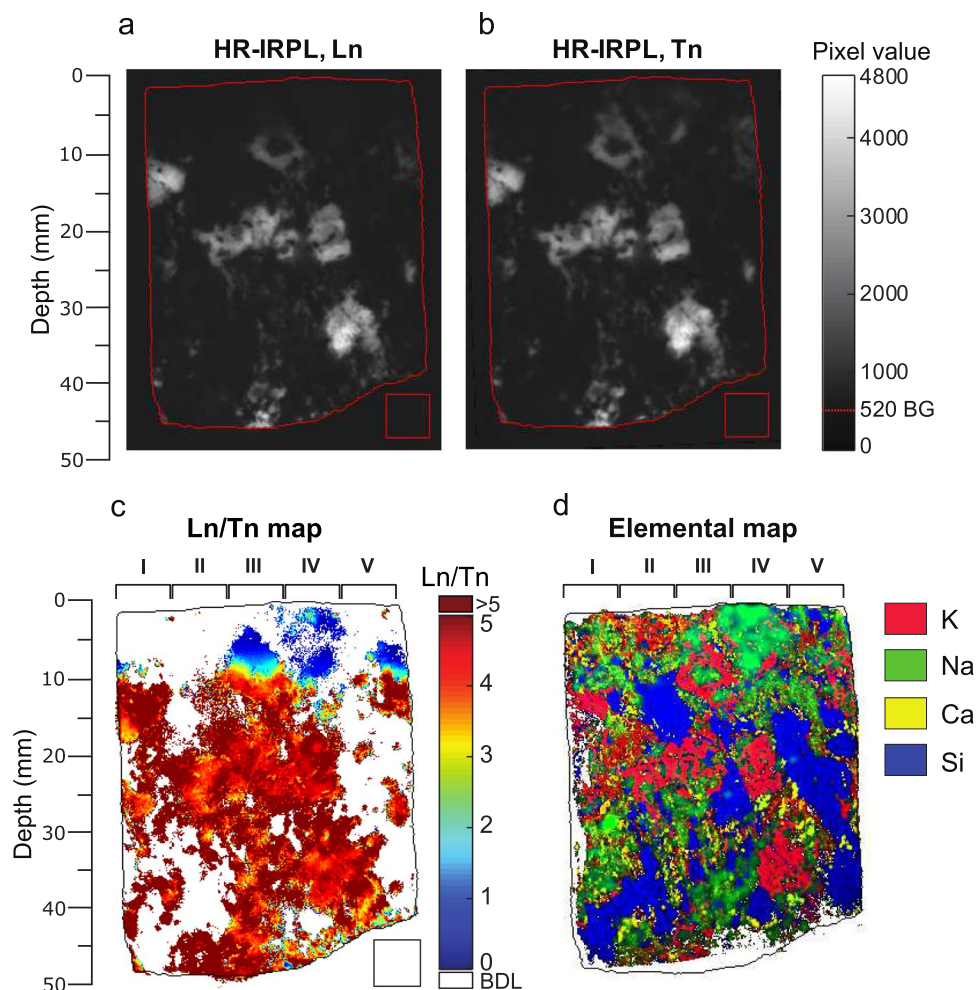 a
HR-IRPL, Ln
b
HR-IRPL, Tn
Pixel value
0
10
20
30
40
50
Depth (mm)
4800
4000
3000
2000
1000
520 BG
0
c
Ln/Tn map
I II III IV V
Ln/Tn
0
10
20
30
40
50
Depth (mm)
>5
5
4
3
2
1
0
BDL
d
Elemental map
I II III IV V
K
Na
Ca
Si